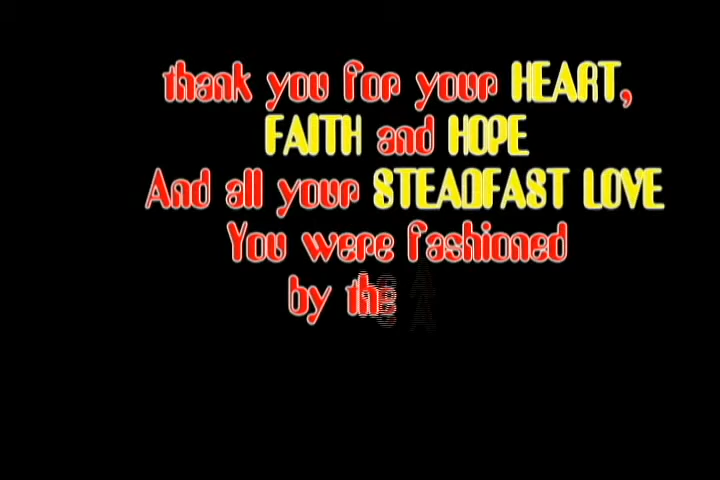 thank you for your HEART,
FAITH and HOPE
And all your STEADFAST LOVE
You were fashioned
by the